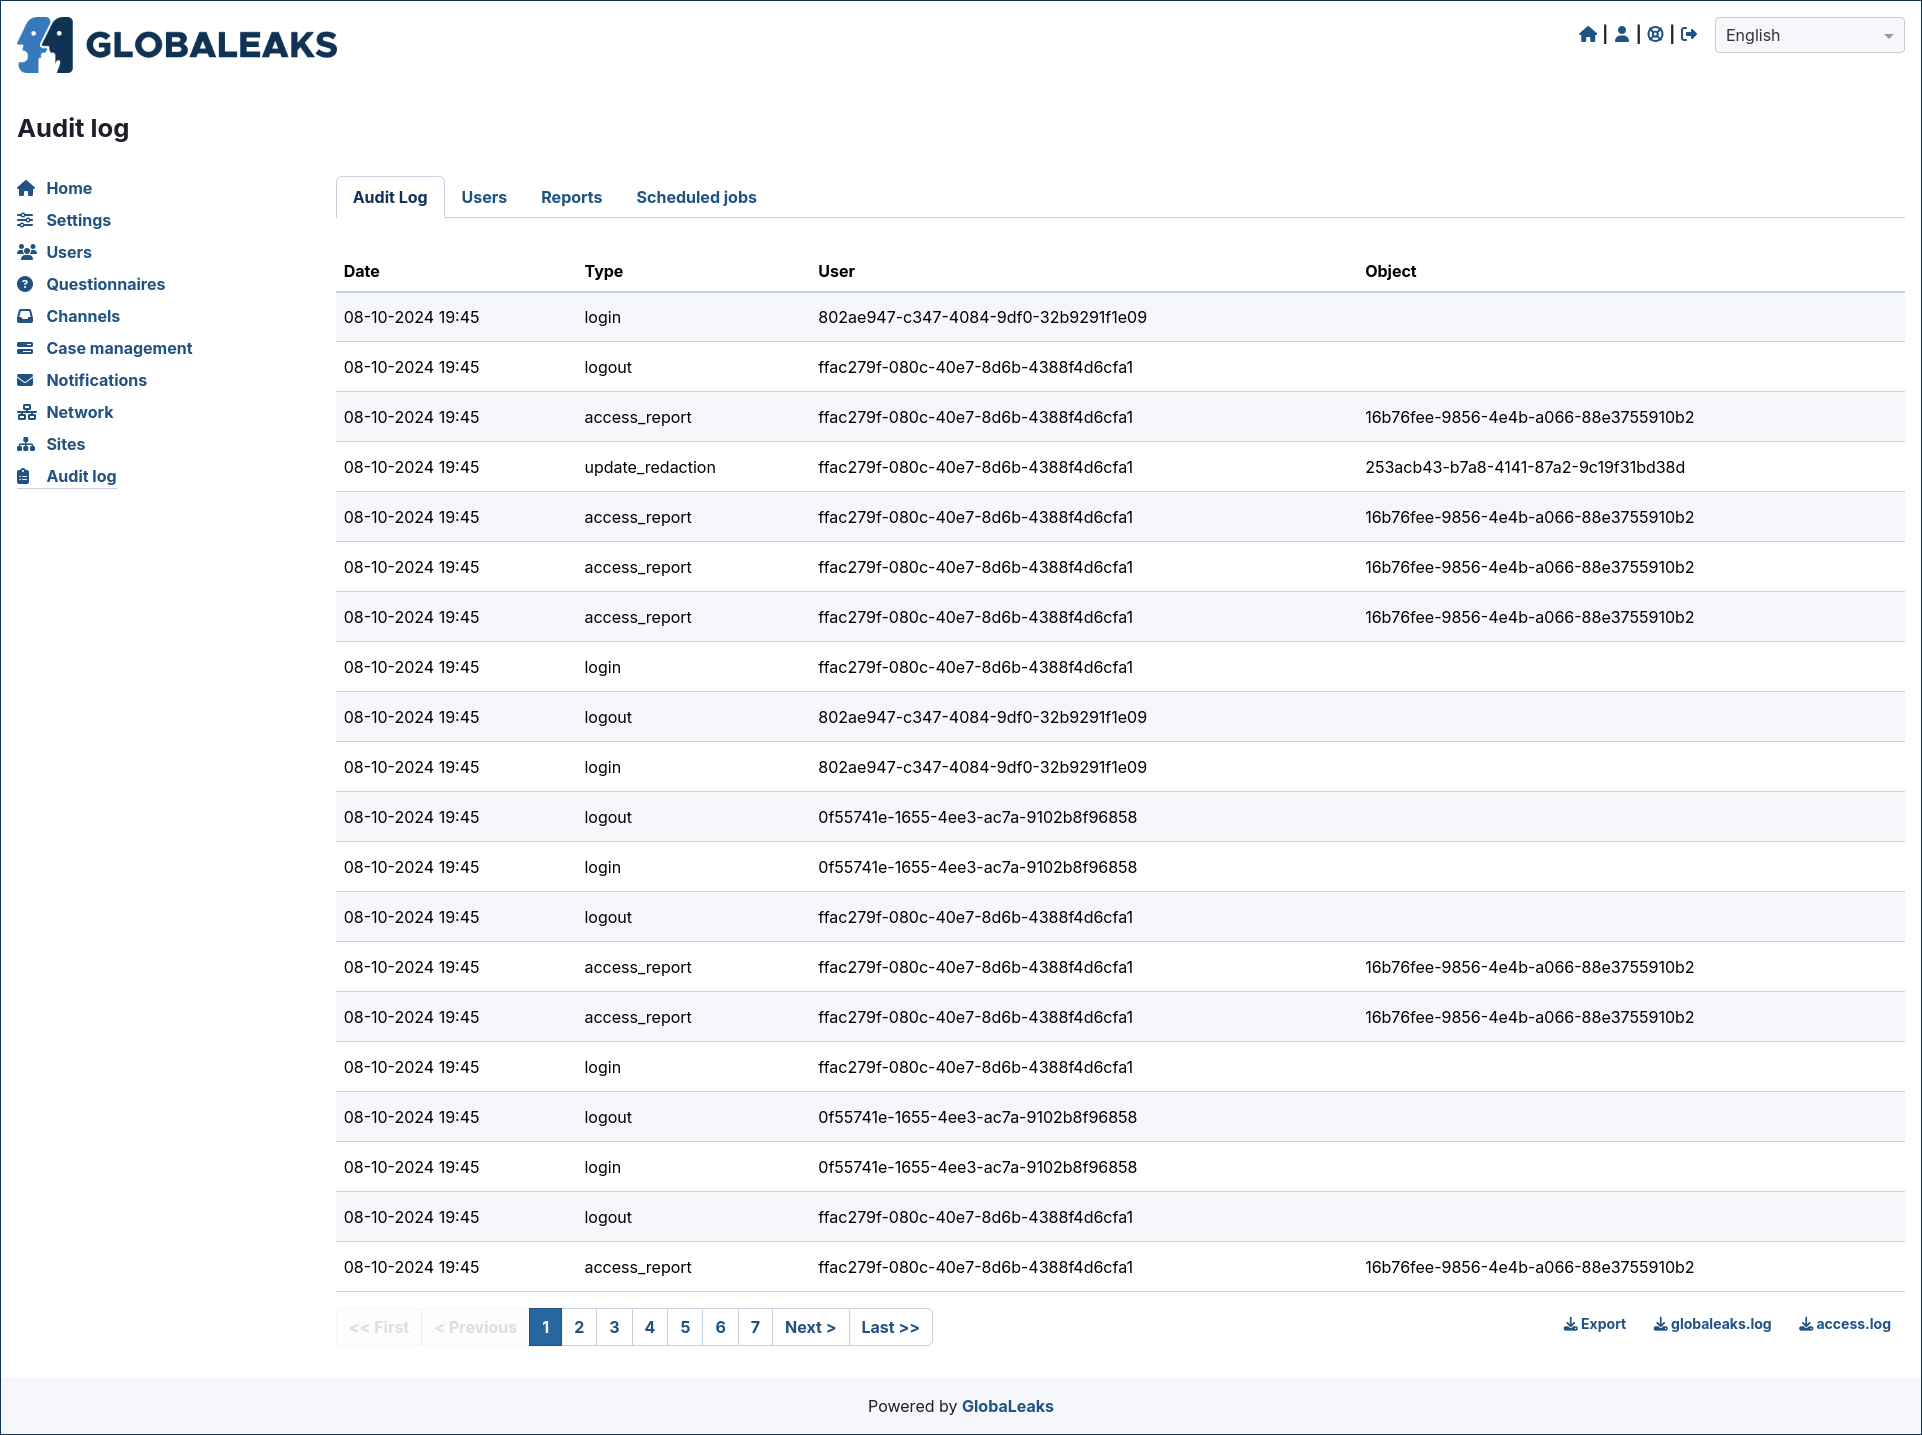 GLOBALEAKS
English
Audit log
Home
Settings
Users
Questionnaires
Channels
Case management
Notifications
Network
Sites
Audit log
Audit Log Users Reports Scheduled jobs
Date Type User Object
08-10-2024 19:45 login 802ae947-c347-4084-9df0-32b9291f1e09
08-10-2024 19:45 logout ffac279f-080c-40e7-8d6b-4388f4d6cfa1
08-10-2024 19:45 access_report ffac279f-080c-40e7-8d6b-4388f4d6cfa1 16b76fee-9856-4e4b-a066-88e3755910b2
08-10-2024 19:45 update_redaction ffac279f-080c-40e7-8d6b-4388f4d6cfa1 253acb43-b7a8-4141-87a2-9c19f31bd38d
08-10-2024 19:45 access_report ffac279f-080c-40e7-8d6b-4388f4d6cfa1 16b76fee-9856-4e4b-a066-88e3755910b2
08-10-2024 19:45 access_report ffac279f-080c-40e7-8d6b-4388f4d6cfa1 16b76fee-9856-4e4b-a066-88e3755910b2
08-10-2024 19:45 access_report ffac279f-080c-40e7-8d6b-4388f4d6cfa1 16b76fee-9856-4e4b-a066-88e3755910b2
08-10-2024 19:45 login ffac279f-080c-40e7-8d6b-4388f4d6cfa1
08-10-2024 19:45 logout 802ae947-c347-4084-9df0-32b9291f1e09
08-10-2024 19:45 login 802ae947-c347-4084-9df0-32b9291f1e09
08-10-2024 19:45 logout 0f55741e-1655-4ee3-ac7a-9102b8f96858
08-10-2024 19:45 login 0f55741e-1655-4ee3-ac7a-9102b8f96858
08-10-2024 19:45 logout ffac279f-080c-40e7-8d6b-4388f4d6cfa1
08-10-2024 19:45 access_report ffac279f-080c-40e7-8d6b-4388f4d6cfa1 16b76fee-9856-4e4b-a066-88e3755910b2
08-10-2024 19:45 access_report ffac279f-080c-40e7-8d6b-4388f4d6cfa1 16b76fee-9856-4e4b-a066-88e3755910b2
08-10-2024 19:45 login ffac279f-080c-40e7-8d6b-4388f4d6cfa1
08-10-2024 19:45 logout 0f55741e-1655-4ee3-ac7a-9102b8f96858
08-10-2024 19:45 login 0f55741e-1655-4ee3-ac7a-9102b8f96858
08-10-2024 19:45 logout ffac279f-080c-40e7-8d6b-4388f4d6cfa1
08-10-2024 19:45 access_report ffac279f-080c-40e7-8d6b-4388f4d6cfa1 16b76fee-9856-4e4b-a066-88e3755910b2
<< First < Previous 1 2 3 4 5 6 7 Next > Last >> Export globaleaks.log access.log
Powered by GlobaLeaks